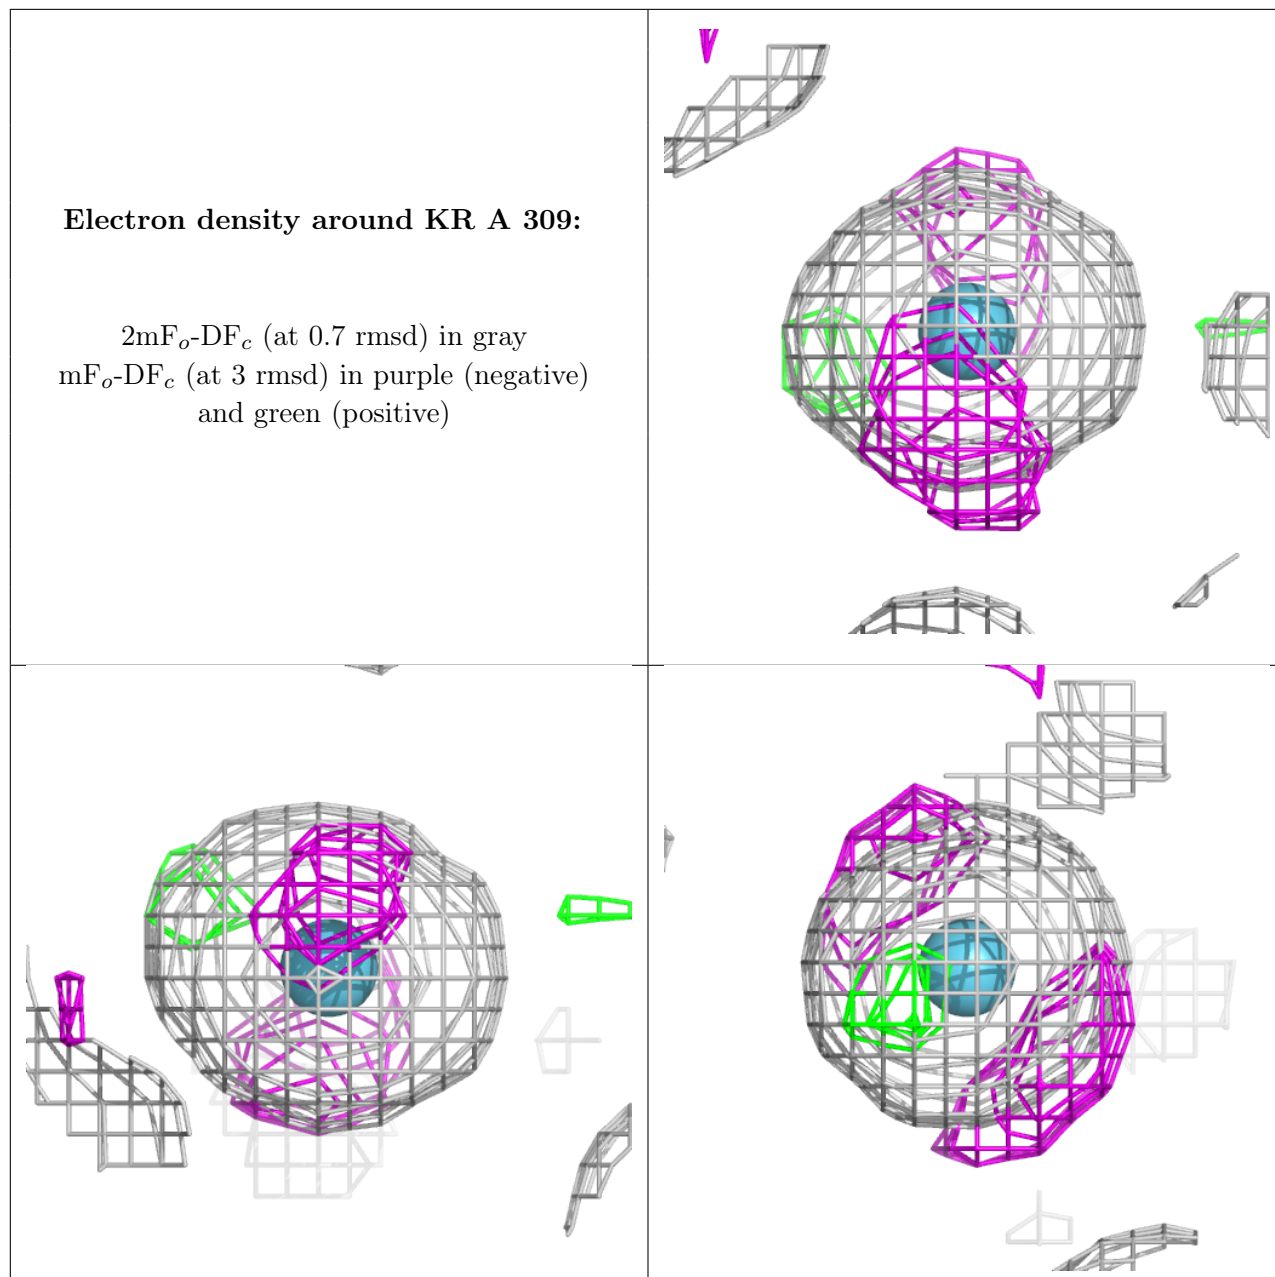 Electron density around KR A 309:
2mFo-DFc (at 0.7 rmsd) in gray
mFo-DFc (at 3 rmsd) in purple (negative)
and green (positive)